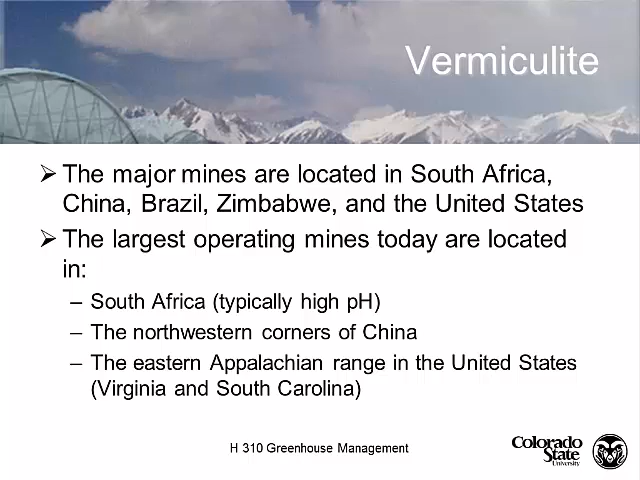 Vermiculite
➢ The major mines are located in South Africa,
China, Brazil, Zimbabwe, and the United States
➢ The largest operating mines today are located
in:
– South Africa (typically high pH)
– The northwestern corners of China
– The eastern Appalachian range in the United States
(Virginia and South Carolina)
H 310 Greenhouse Management
Colorado
State
University